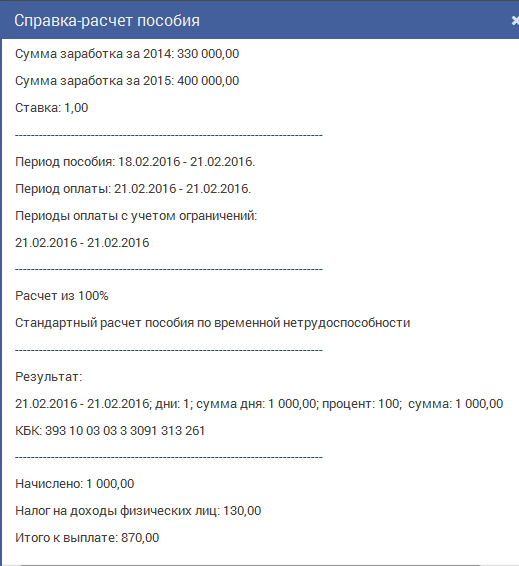 Справка-расчет пособия
Сумма заработка за 2014: 330 000,00
Сумма заработка за 2015: 400 000,00
Ставка: 1,00
-----------------------------------------------------------------------------
Период пособия: 18.02.2016 - 21.02.2016.
Период оплаты: 21.02.2016 - 21.02.2016.
Периоды оплаты с учетом ограничений:
21.02.2016 - 21.02.2016
-----------------------------------------------------------------------------
Расчет из 100%
Стандартный расчет пособия по временной нетрудоспособности
-----------------------------------------------------------------------------
Результат:
21.02.2016 - 21.02.2016; дни: 1; сумма дня: 1 000,00; процент: 100; сумма: 1 000,00
КБК: 393 10 03 03 3 3091 313 261
-----------------------------------------------------------------------------
Начислено: 1 000,00
Налог на доходы физических лиц: 130,00
Итого к выплате: 870,00